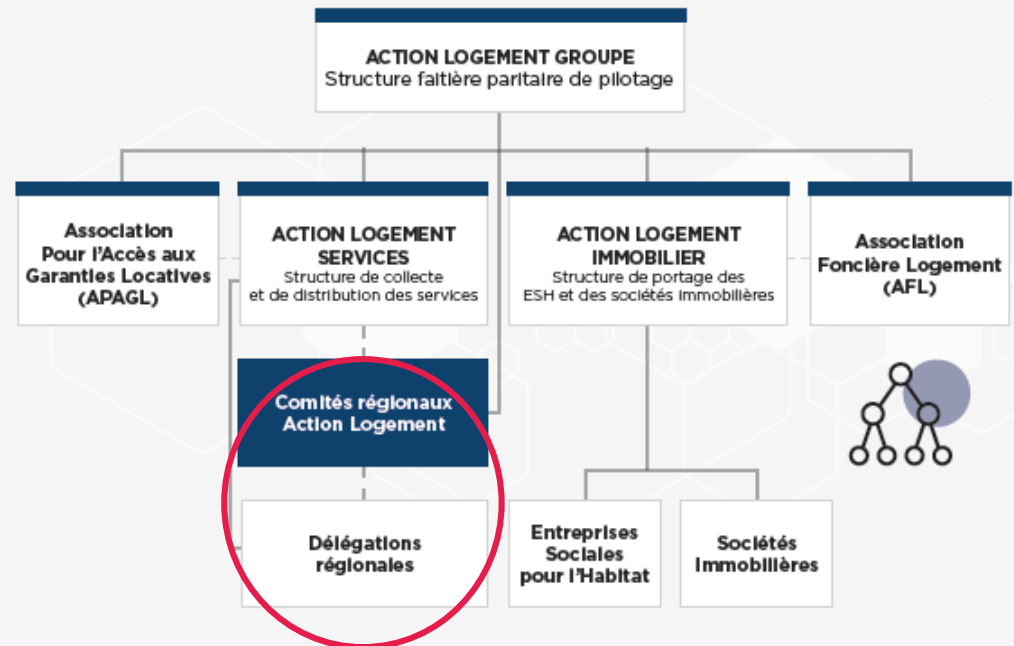 ACTION LOGEMENT GROUPE
Structure faîtière paritaire de pilotage
Association
Pour l'Accès aux
Garanties Locatives
(APAGL)
ACTION LOGEMENT
SERVICES
Structure de collecte
et de distribution des services
ACTION LOGEMENT
IMMOBILIER
Structure de portage des
ESH et des sociétés immobilières
Association
Foncière Logement
(AFL)
Comités régionaux
Action Logement
Délégations
régionales
Entreprises
Sociales
pour l'Habitat
Sociétés
Immobilières